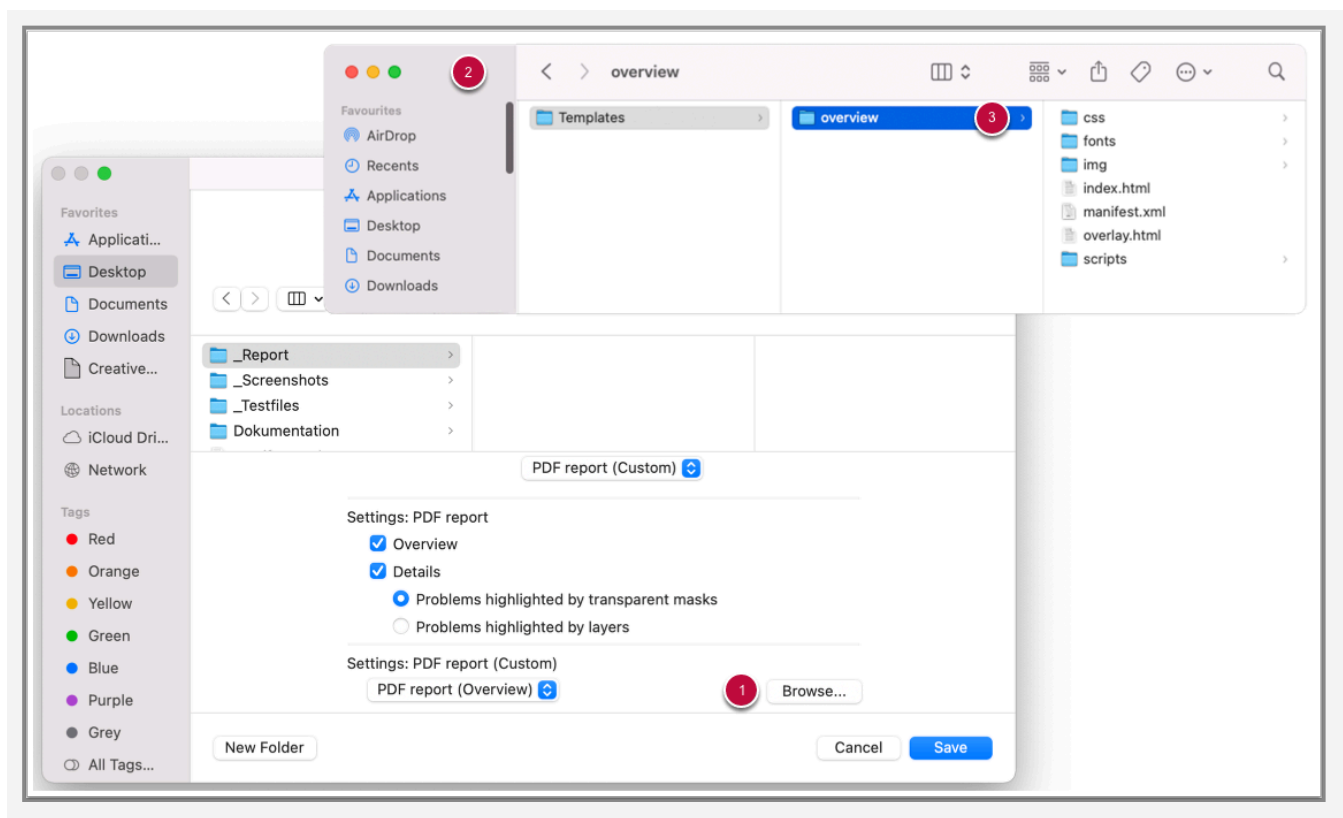 2
overview
Favourites
AirDrop
Recents
Applications
Desktop
Documents
Downloads
Templates
overview
3
css
fonts
img
index.html
manifest.xml
overlay.html
scripts
Favorites
Applicati...
Desktop
Documents
Downloads
Creative...
Locations
iCloud Dri...
Network
Tags
Red
Orange
Yellow
Green
Blue
Purple
Grey
All Tags...
_Report
_Screenshots
_Testfiles
Dokumentation
PDF report (Custom)
Settings: PDF report
Overview
Details
Problems highlighted by transparent masks
Problems highlighted by layers
Settings: PDF report (Custom)
PDF report (Overview)
1
Browse...
New Folder
Cancel
Save